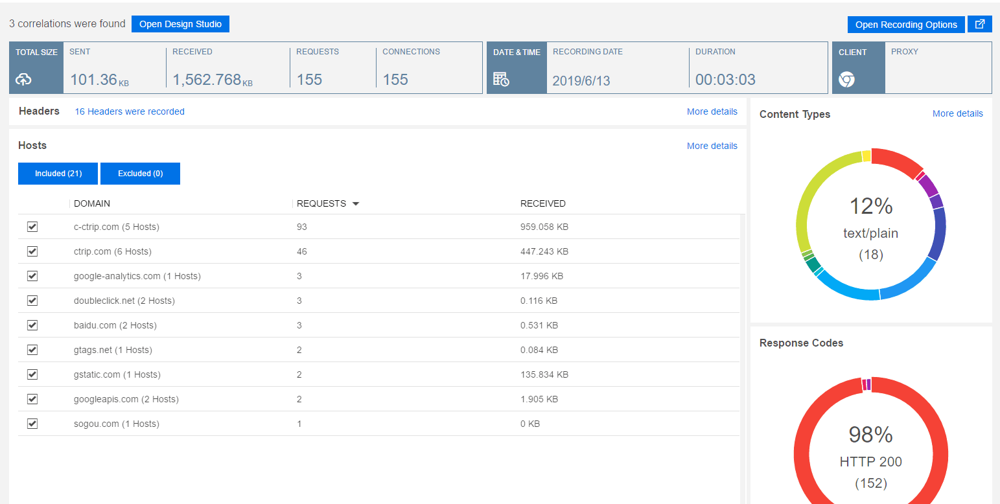 3 correlations were found Open Design Studio Open Recording Options
TOTAL SIZE SENT RECEIVED REQUESTS CONNECTIONS DATE & TIME RECORDING DATE DURATION CLIENT PROXY
101.36 KB 1,562.768 KB 155 155 2019/6/13 00:03:03
Headers 16 Headers were recorded More details
Hosts More details
Included (21) Excluded (0)
DOMAIN REQUESTS RECEIVED
c-ctrip.com (5 Hosts) 93 959.058 KB
ctrip.com (6 Hosts) 46 447.243 KB
google-analytics.com (1 Hosts) 3 17.996 KB
doubleclick.net (2 Hosts) 3 0.116 KB
baidu.com (2 Hosts) 3 0.531 KB
gtags.net (1 Hosts) 2 0.084 KB
gstatic.com (1 Hosts) 2 135.834 KB
googleapis.com (2 Hosts) 2 1.905 KB
sogou.com (1 Hosts) 1 0 KB
Content Types More details
12%
text/plain
(18)
Response Codes
98%
HTTP 200
(152)